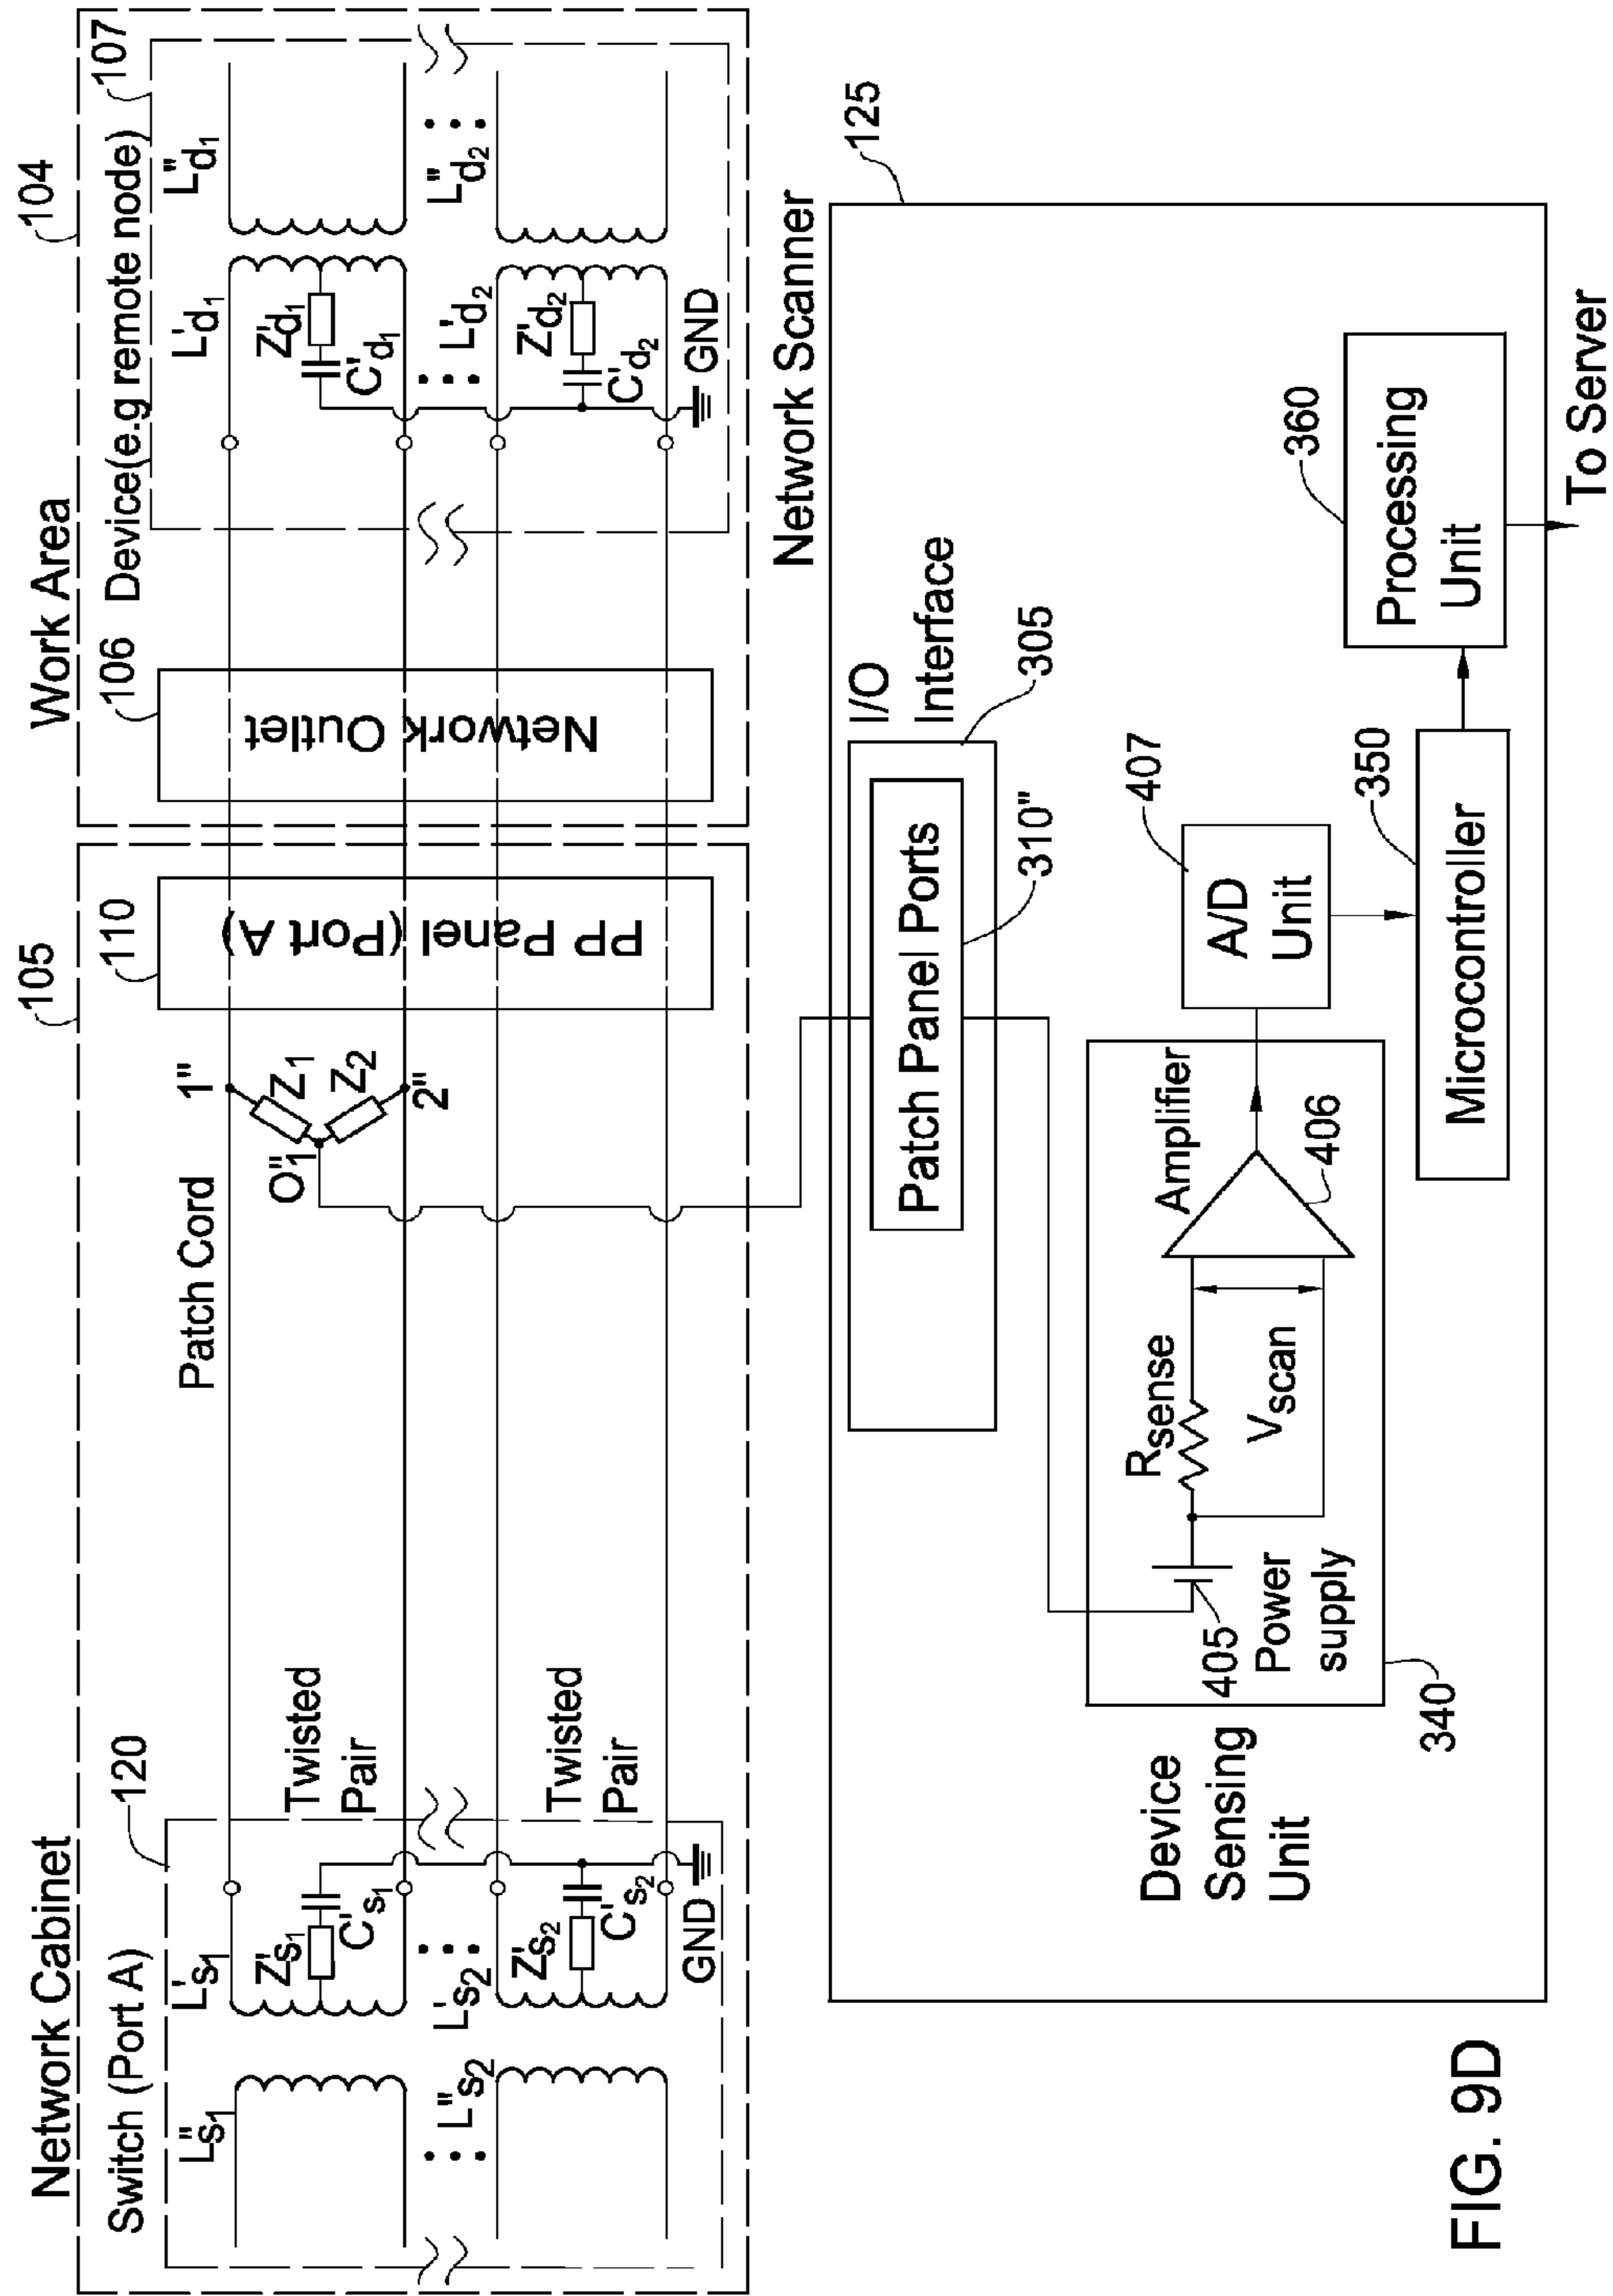 Network Cabinet
105
Work Area
104
Switch (Port A)
120
Patch Cord
110
PP Panel (Port A)
106
Network Outlet
Device(e.g remote node)
107
L"s1
L's1
Z's1
C's1
Twisted
Pair
1"
Z1
Z2
O"1
2"
L'd1
L"d1
Z'd1
C'd1
L"s2
L's2
Z's2
C's2
GND
Twisted
Pair
L'd2
L"d2
Z'd2
C'd2
GND
Network Scanner
125
I/O
Interface
305
Patch Panel Ports
310"
Device
Sensing
Unit
340
405
Power
supply
Rsense
Vscan
Amplifier
406
A/D
Unit
407
Microcontroller
350
Processing
Unit
360
To Server
FIG. 9D